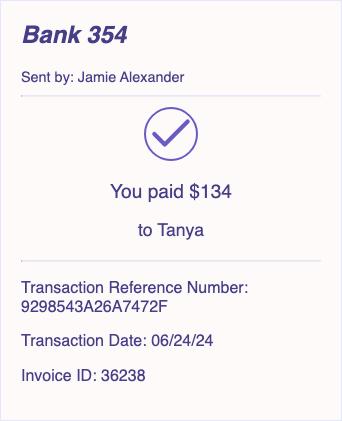 Bank 354
Sent by: Jamie Alexander
You paid $134
to Tanya
Transaction Reference Number:
9298543A26A7472F
Transaction Date: 06/24/24
Invoice ID: 36238